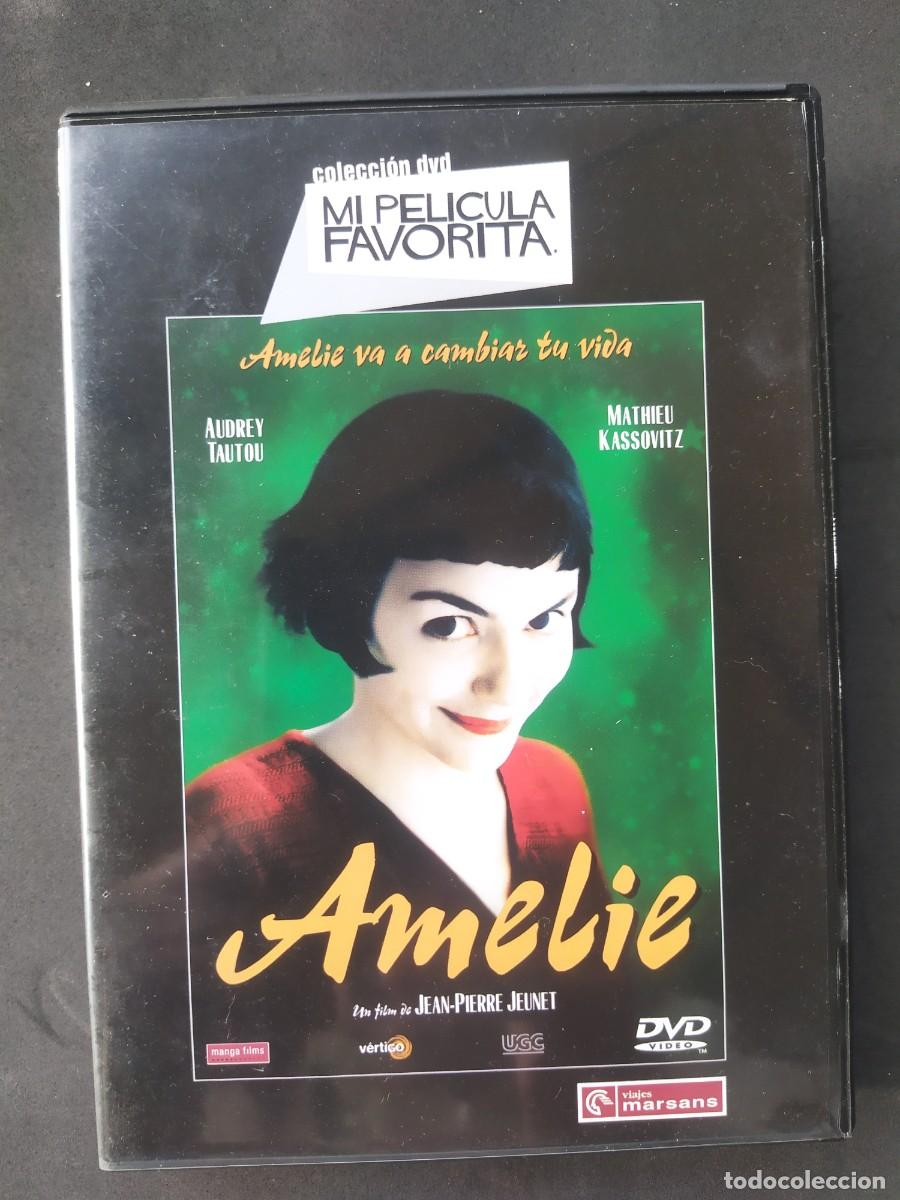 colección dvd
MI PELICULA
FAVORITA.
Amelie va a cambiar tu vida
AUDREY
TAUTOU
MATHIEU
KASSOVITZ
Amelie
Un film de JEAN-PIERRE JEUNET
manga films
vértigo
UGC
DVD
VIDEO
TM
viajes
marsans
todocoleccion